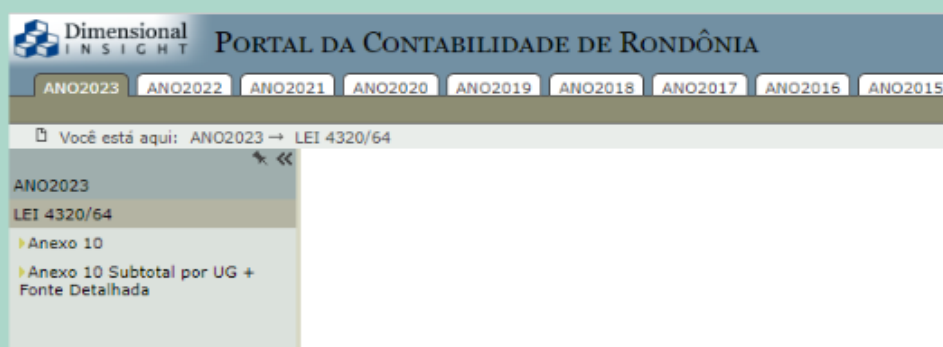 Dimensional
INSIGHT
PORTAL DA CONTABILIDADE DE RONDÔNIA
ANO2023 ANO2022 ANO2021 ANO2020 ANO2019 ANO2018 ANO2017 ANO2016 ANO2015
Você está aqui: ANO2023→ LEI 4320/64
ANO2023
LEI 4320/64
Anexo 10
Anexo 10 Subtotal por UG +
Fonte Detalhada